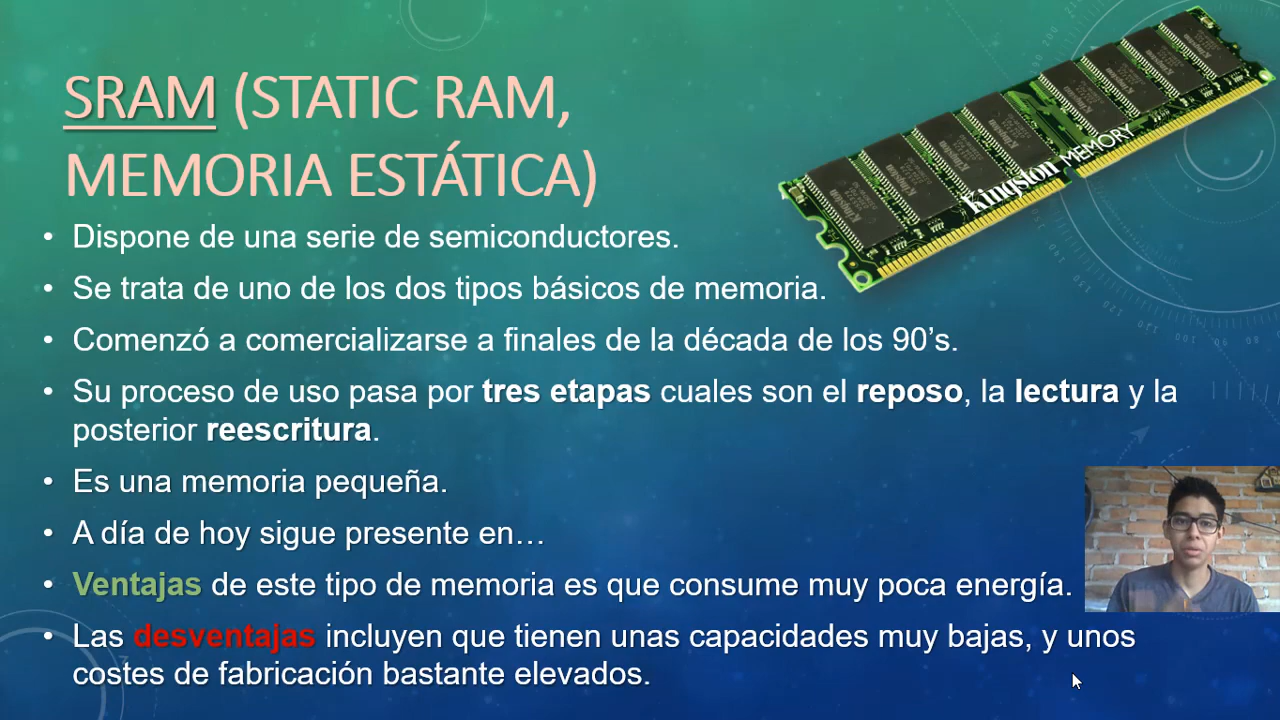 SRAM (STATIC RAM,
MEMORIA ESTÁTICA)
Kingston MEMORY
• Dispone de una serie de semiconductores.
• Se trata de uno de los dos tipos básicos de memoria.
• Comenzó a comercializarse a finales de la década de los 90’s.
• Su proceso de uso pasa por tres etapas cuales son el reposo, la lectura y la
posterior reescritura.
• Es una memoria pequeña.
• A día de hoy sigue presente en…
• Ventajas de este tipo de memoria es que consume muy poca energía.
• Las desventajas incluyen que tienen unas capacidades muy bajas, y unos
costes de fabricación bastante elevados.